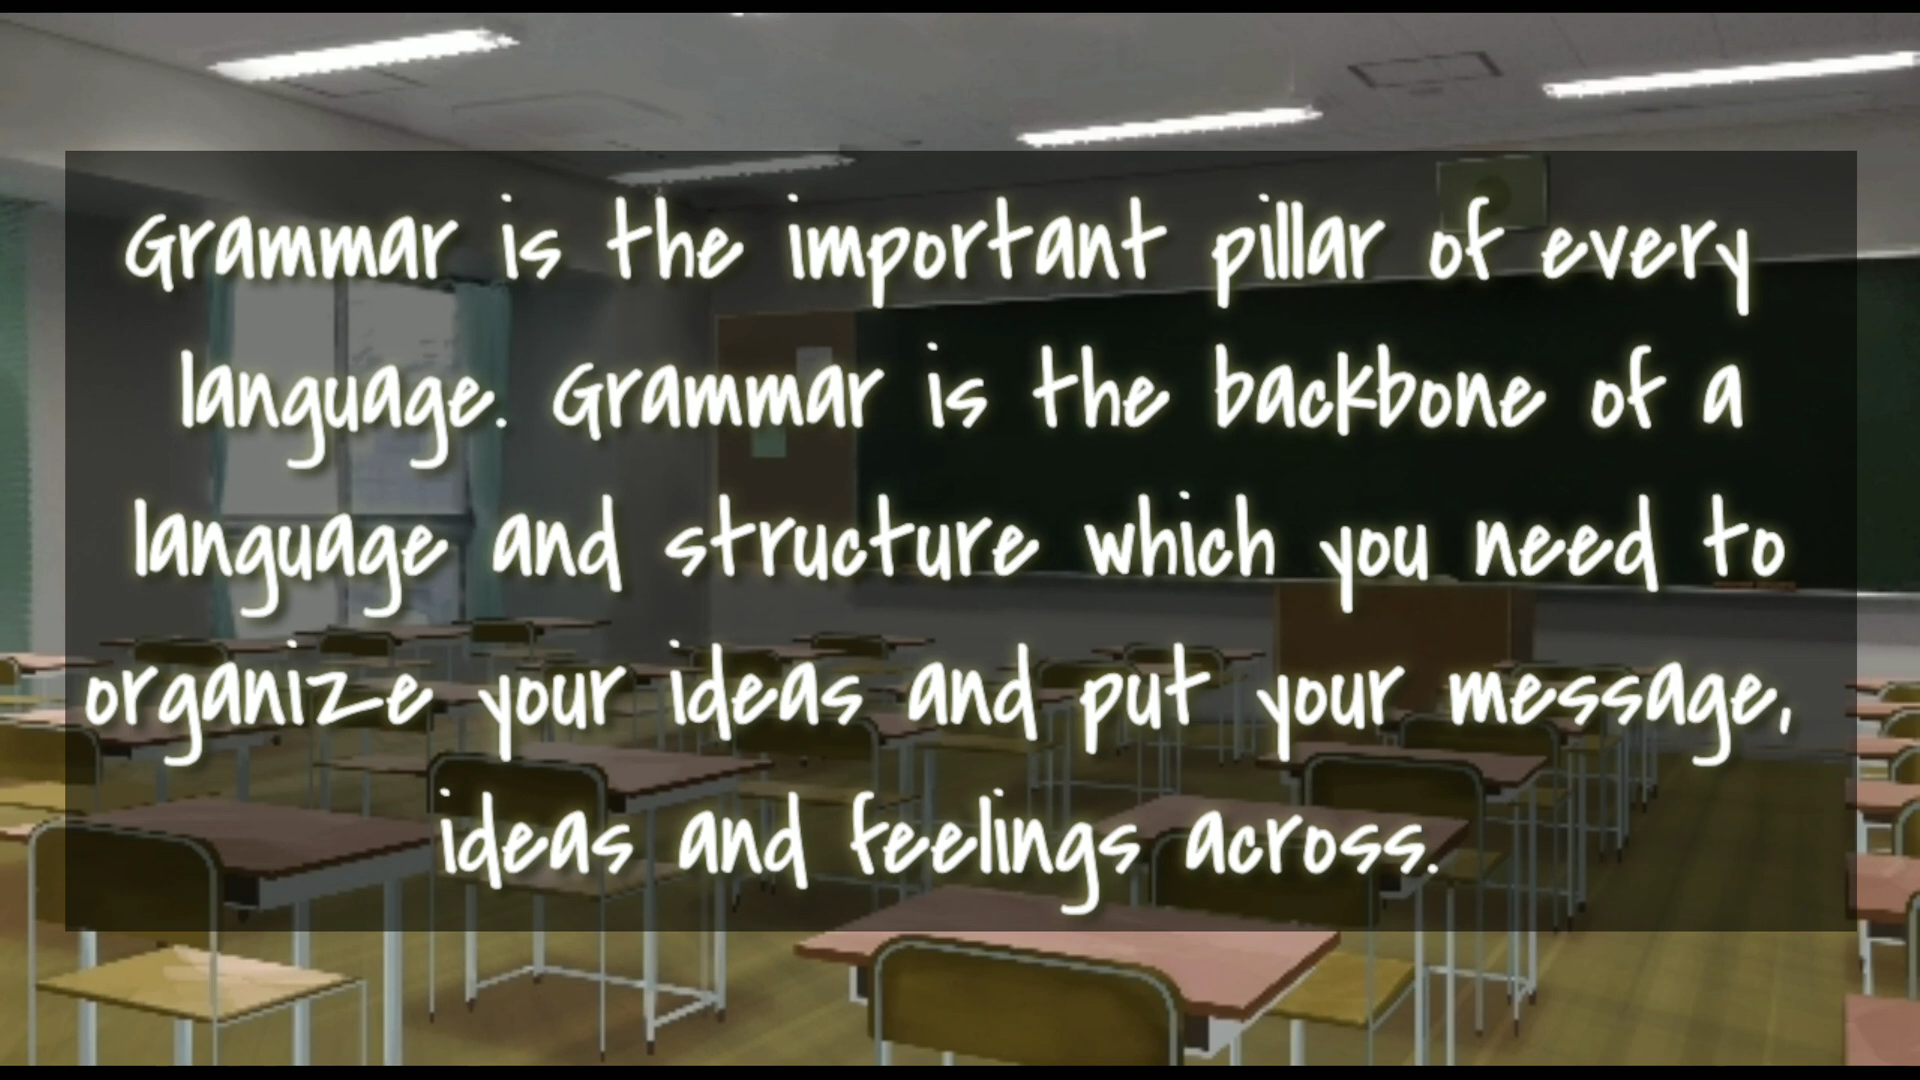 Grammar is the important pillar of every
language. Grammar is the backbone of a
language and structure which you need to
organize your ideas and put your message,
ideas and feelings across.